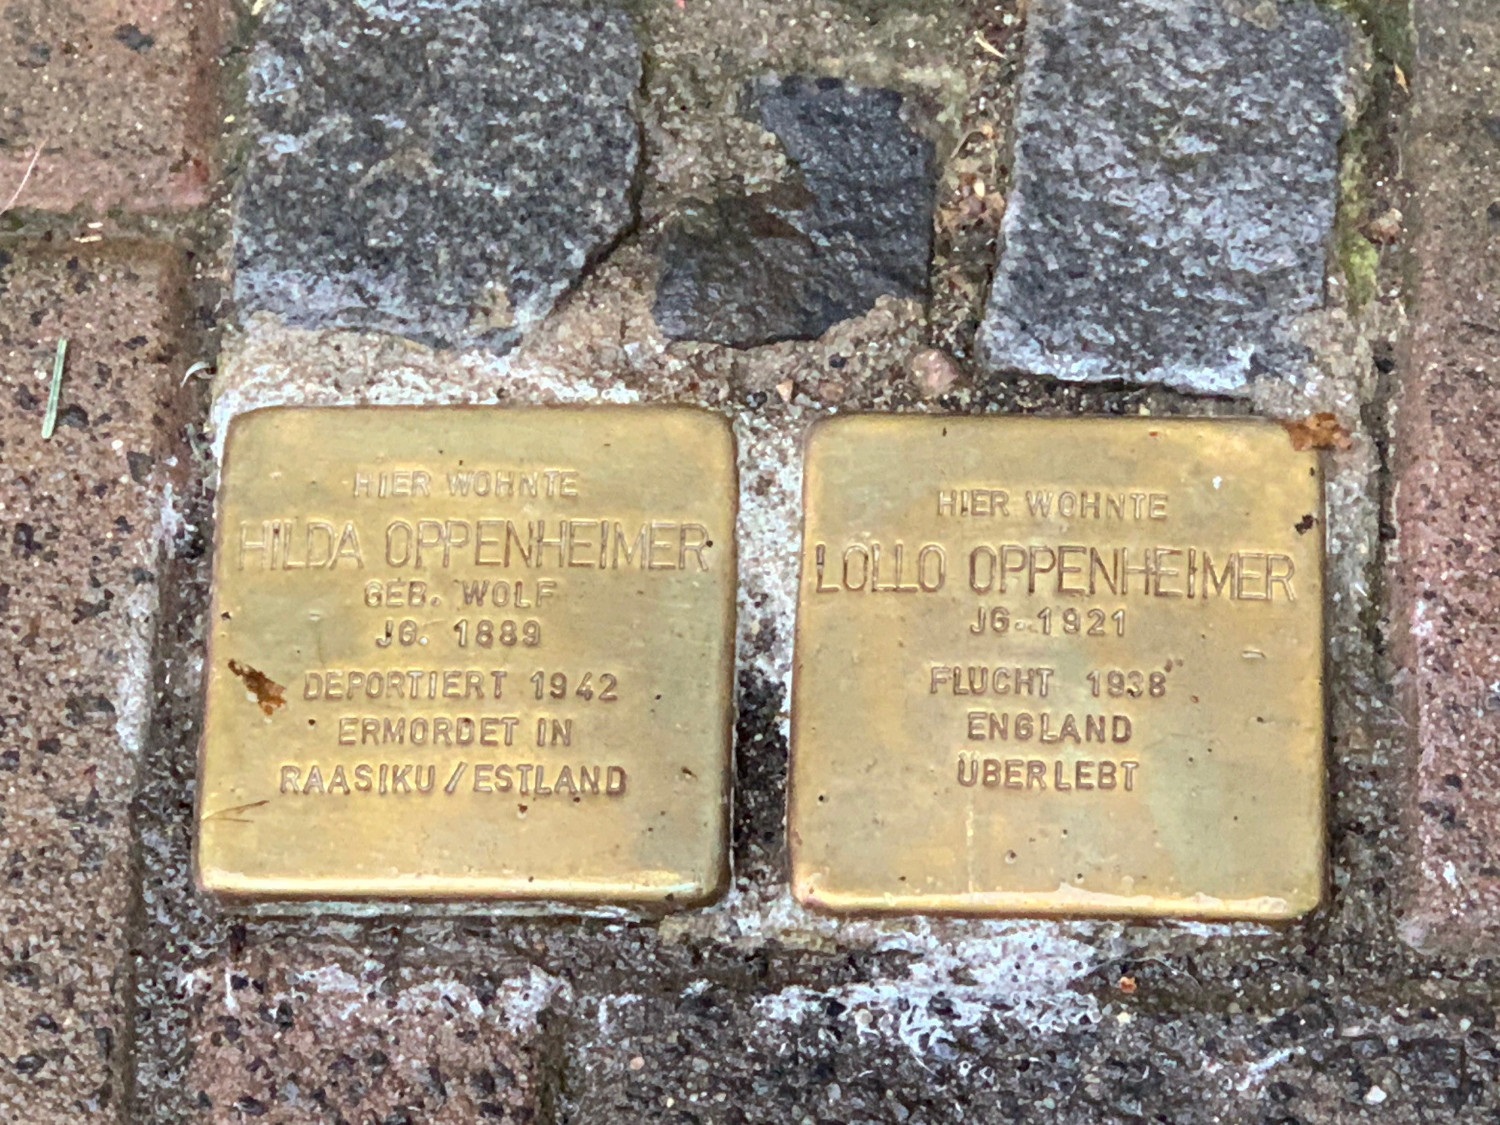 HIER WOHNTE
HILDA OPPENHEIMER
GEB. WOLF
JG. 1889
DEPORTIERT 1942
ERMORDET IN
RAASIKU/ESTLAND
HIER WOHNTE
LOLLO OPPENHEIMER
JG. 1921
FLUCHT 1938
ENGLAND
ÜBERLEBT